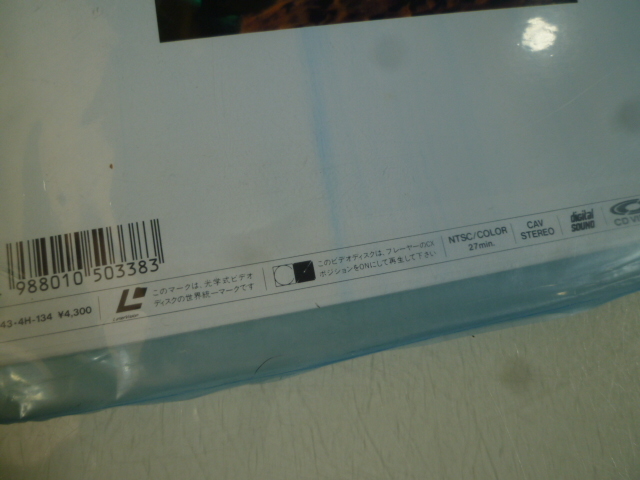 988010 503383
43-4H-134 ¥4,300
このマークは、光学式ビデオ
ディスクの世界統一マークです
このビデオディスクは、プレーヤーのCX
ポジションをONにして再生して下さい
NTSC/COLOR
27min.
CAV
STEREO
digital
SOUND
CD